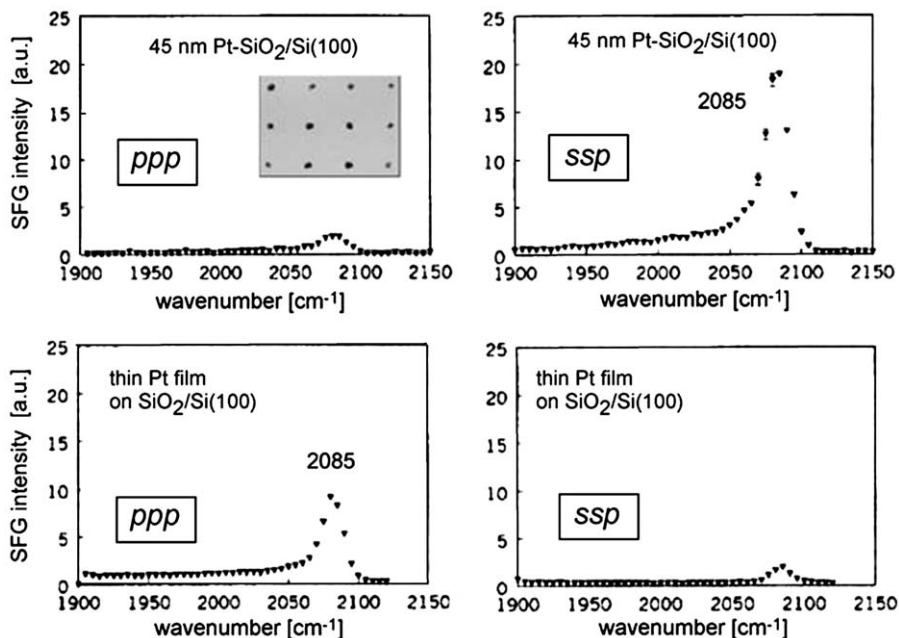 45 nm Pt-SiO2/Si(100)
SFG intensity [a.u.]
25
20
15
10
5
0
ppp
1900 1950 2000 2050 2100 2150
wavenumber [cm-1]
45 nm Pt-SiO2/Si(100)
25
20
15
10
5
0
2085
ssp
1900 1950 2000 2050 2100 2150
wavenumber [cm-1]
thin Pt film
on SiO2/Si(100)
SFG intensity [a.u.]
25
20
15
10
5
0
2085
ppp
1900 1950 2000 2050 2100 2150
wavenumber [cm-1]
thin Pt film
on SiO2/Si(100)
25
20
15
10
5
0
ssp
1900 1950 2000 2050 2100 2150
wavenumber [cm-1]